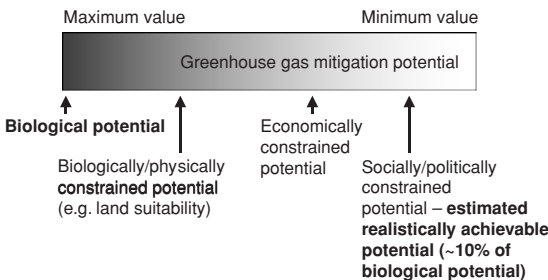 Maximum value
Minimum value
Greenhouse gas mitigation potential
Biological potential
Biologically/physically
constrained potential
(e.g. land suitability)
Economically
constrained
potential
Socially/politically
constrained
potential – estimated
realistically achievable
potential (~10% of
biological potential)